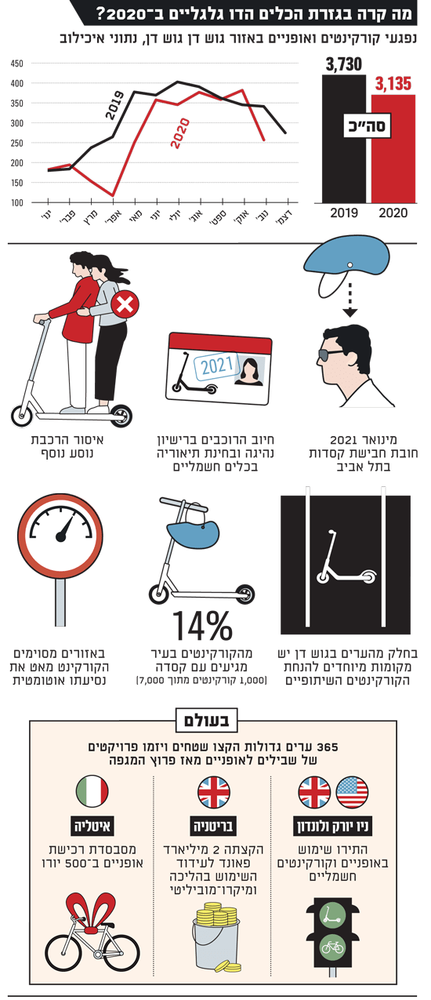 מה קרה בגזרת הכלים הדו גלגליים ב־2020?
נפגעי קורקינטים ואופניים באזור גוש דן גוש דן, נתוני איכילוב
3,730
3,135
סה"כ
2019
2020
450
400
350
300
250
200
150
100
2019
2020
ינו'
פבר'
מרץ
אפר'
מאי
יוני
יולי
אוג'
ספט'
אוק'
נוב'
דצמ'
מינואר 2021
חובת חבישת קסדות
בתל אביב
2021
חיוב הרוכבים ברישיון
נהיגה ובחינת תיאוריה
בכלים חשמליים
איסור הרכבת
נוסע נוסף
בחלק מהערים בגוש דן יש
מקומות מיוחדים להנחת
הקורקינטים השיתופיים
14%
מהקורקינטים בעיר
מגיעים עם קסדה
(1,000 קורקינטים מתוך 7,000)
באזורים מסוימים
הקורקינט מאט את
נסיעתו אוטומטית
בעולם
365 ערים גדולות הקצו שטחים ויזמו פרויקטים
של שבילים לאופניים מאז פרוץ המגפה
ניו יורק ולונדון
התירו שימוש
באופניים וקורקינטים
חשמליים
בריטניה
הקצתה 2 מיליארד
פאונד לעידוד
השימוש בהליכה
ומיקרו־מוביליטי
איטליה
מסבסדת רכישת
אופניים ב־500 יורו